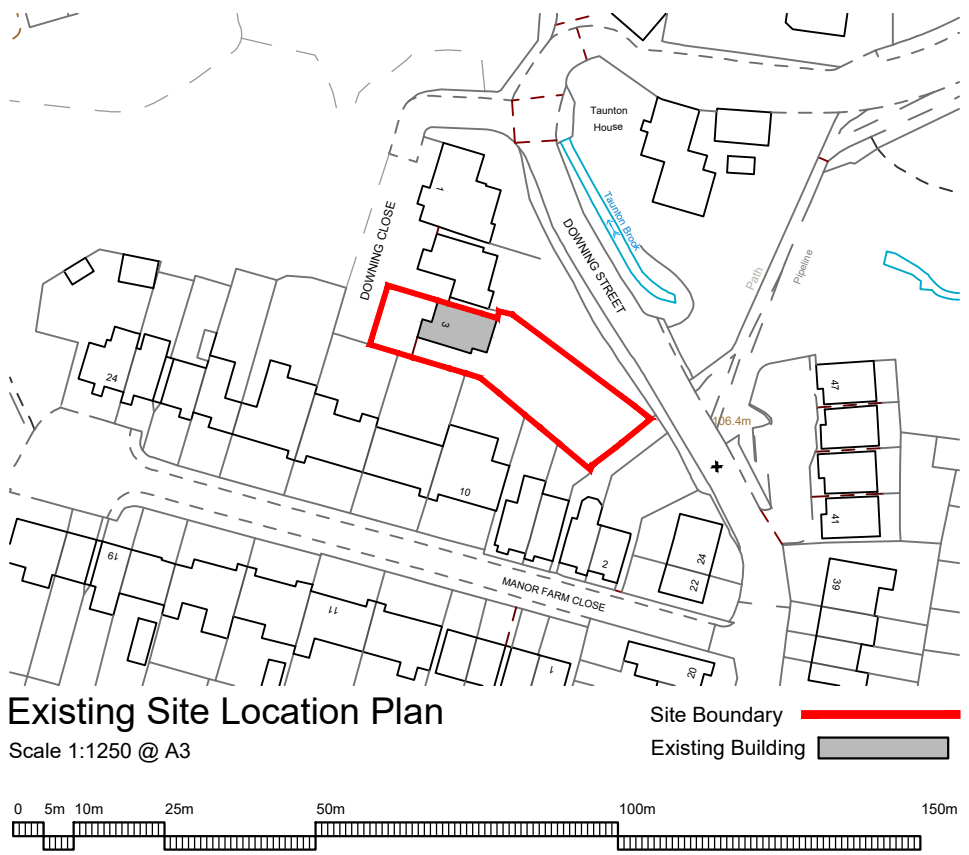 Taunton
House
1
DOWNING CLOSE
Taunton Brook
DOWNING STREET
Path
Pipeline
3
24
47
106.4m
10
41
19
2
24
22
39
MANOR FARM CLOSE
11
1
20
Existing Site Location Plan
Scale 1:1250 @ A3
Site Boundary
Existing Building
0 5m 10m 25m 50m 100m 150m